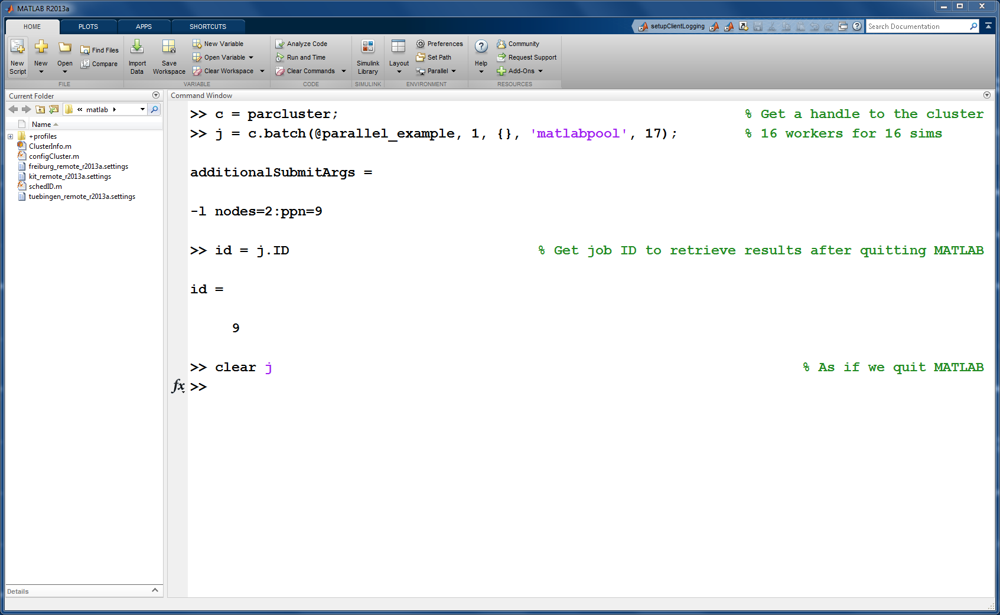 MATLAB R2013a
HOME PLOTS APPS SHORTCUTS
setupClientLogging
Search Documentation
New Script
New
Open
Find Files
Compare
FILE
Import Data
Save Workspace
New Variable
Open Variable
Clear Workspace
VARIABLE
Analyze Code
Run and Time
Clear Commands
CODE
Simulink Library
SIMULINK
Layout
Preferences
Set Path
Parallel
ENVIRONMENT
Help
Community
Request Support
Add-Ons
RESOURCES
Current Folder
« matlab
Name
+profiles
ClusterInfo.m
configCluster.m
freiburg_remote_r2013a.settings
kit_remote_r2013a.settings
schedID.m
tuebingen_remote_r2013a.settings
Details
Command Window
>> c = parcluster; % Get a handle to the cluster
>> j = c.batch(@parallel_example, 1, {}, 'matlabpool', 17); % 16 workers for 16 sims
additionalSubmitArgs =
-l nodes=2:ppn=9
>> id = j.ID % Get job ID to retrieve results after quitting MATLAB
id =
9
>> clear j % As if we quit MATLAB
fx >>